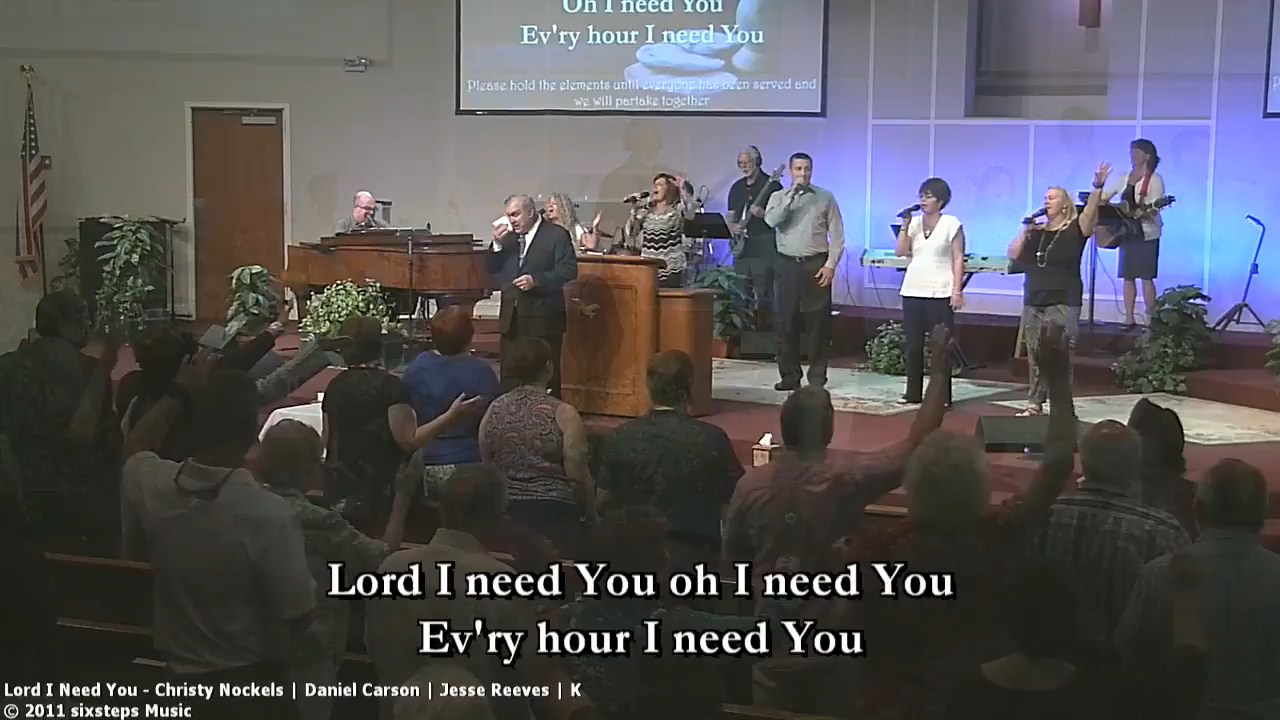 Oh I need You
Ev'ry hour I need You
Please hold the elements until everyone has been served and
we will partake together
Lord I need You oh I need You
Ev'ry hour I need You
Lord I Need You - Christy Nockels | Daniel Carson | Jesse Reeves | K
© 2011 sixsteps Music